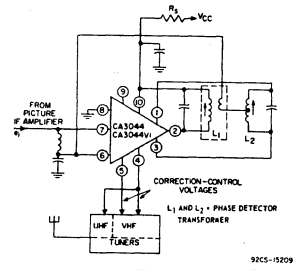 RS VCC
9
10
1
8
FROM
PICTURE
IF AMPLIFIER
CA3044
CA3044V1
2
e1
7
L1
L2
6
3
5
4
CORRECTION-CONTROL
VOLTAGES
L1 AND L2 = PHASE DETECTOR
TRANSFORMER
UHF VHF
TUNERS
92CS-15209